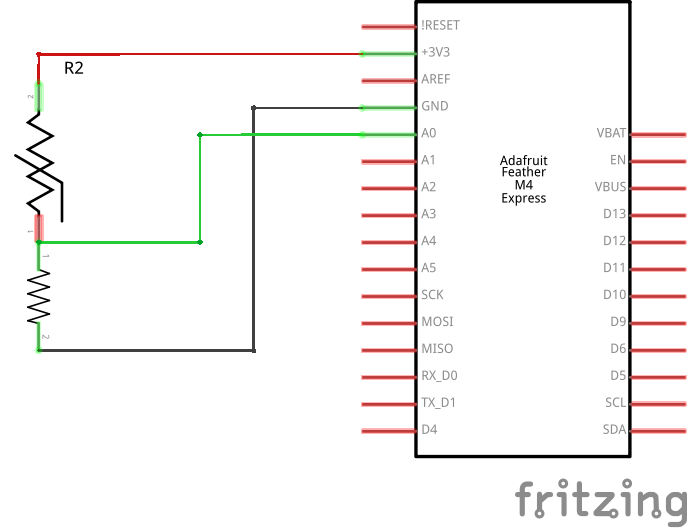 R2
2
1
1
2
!RESET
+3V3
AREF
GND
A0
A1
A2
A3
A4
A5
SCK
MOSI
MISO
RX_D0
TX_D1
D4
Adafruit
Feather
M4
Express
VBAT
EN
VBUS
D13
D12
D11
D10
D9
D6
D5
SCL
SDA
fritzing